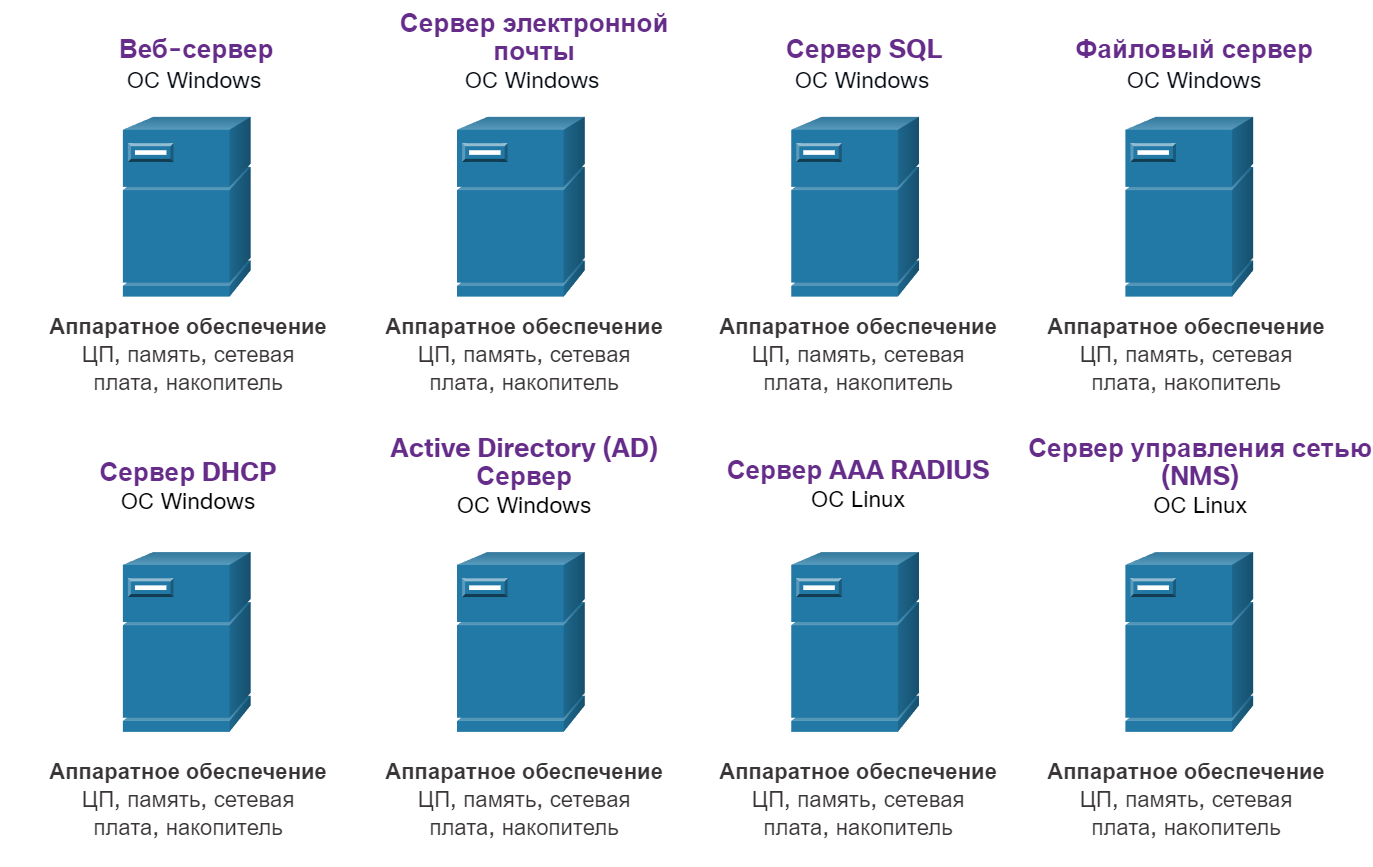 Веб-сервер
ОС Windows
Сервер электронной
почты
ОС Windows
Сервер SQL
ОС Windows
Файловый сервер
ОС Windows
Аппаратное обеспечение
ЦП, память, сетевая
плата, накопитель
Аппаратное обеспечение
ЦП, память, сетевая
плата, накопитель
Аппаратное обеспечение
ЦП, память, сетевая
плата, накопитель
Аппаратное обеспечение
ЦП, память, сетевая
плата, накопитель
Сервер DHCP
ОС Windows
Active Directory (AD)
Сервер
ОС Windows
Сервер AAA RADIUS
ОС Linux
Сервер управления сетью
(NMS)
ОС Linux
Аппаратное обеспечение
ЦП, память, сетевая
плата, накопитель
Аппаратное обеспечение
ЦП, память, сетевая
плата, накопитель
Аппаратное обеспечение
ЦП, память, сетевая
плата, накопитель
Аппаратное обеспечение
ЦП, память, сетевая
плата, накопитель